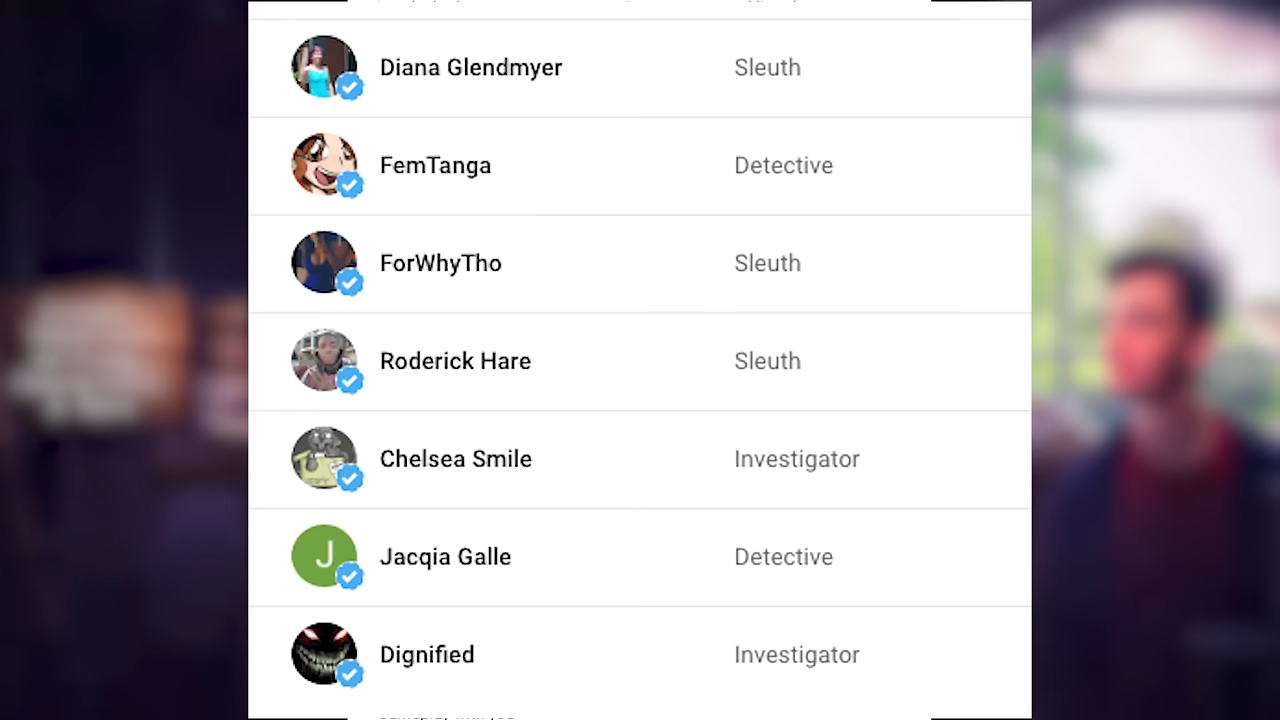 Diana Glendmyer Sleuth
FemTanga Detective
ForWhyTho Sleuth
Roderick Hare Sleuth
Chelsea Smile Investigator
J
Jacqia Galle Detective
Dignified Investigator